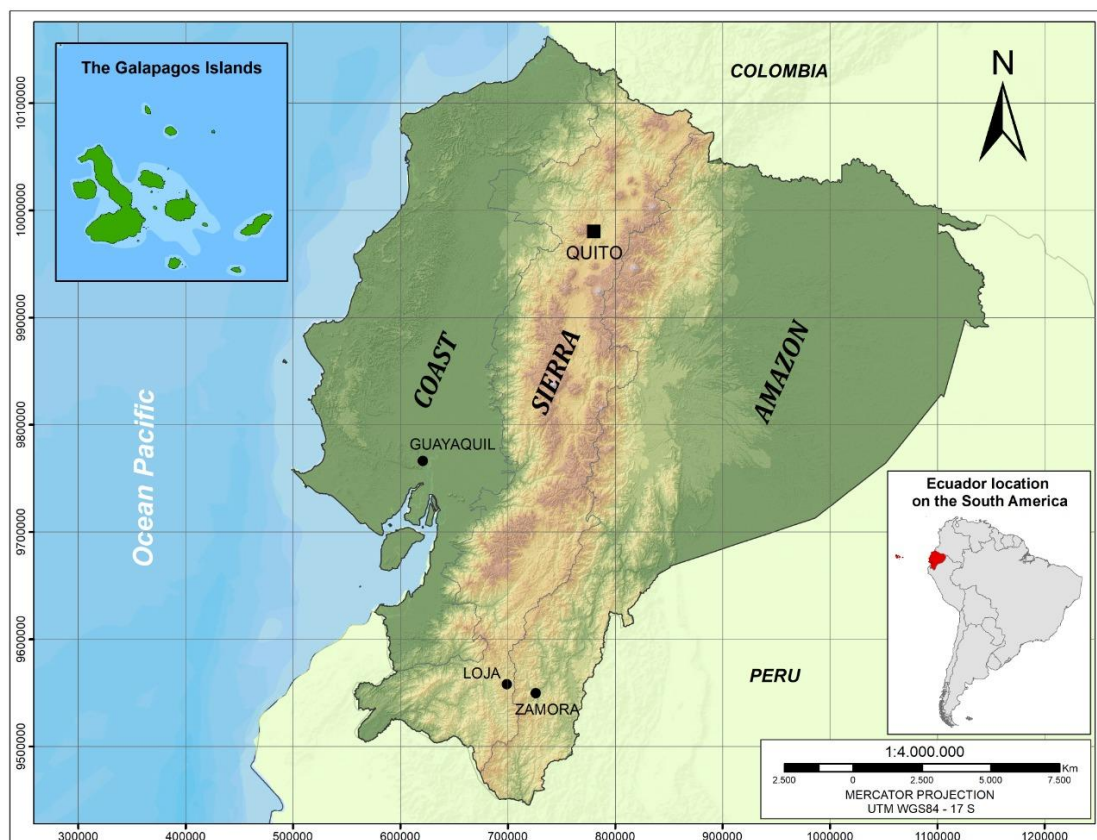 The Galapagos Islands
COLOMBIA
N
QUITO
COAST
SIERRA
AMAZON
GUAYAQUIL
Ocean Pacific
Ecuador location
on the South America
LOJA
ZAMORA
PERU
1:4.000.000
2.500 0 2.500 5.000 7.500 Km
MERCATOR PROJECTION
UTM WGS84 - 17 S
10100000
10000000
9900000
9800000
9700000
9600000
9500000
300000 400000 500000 600000 700000 800000 900000 1000000 1100000 1200000